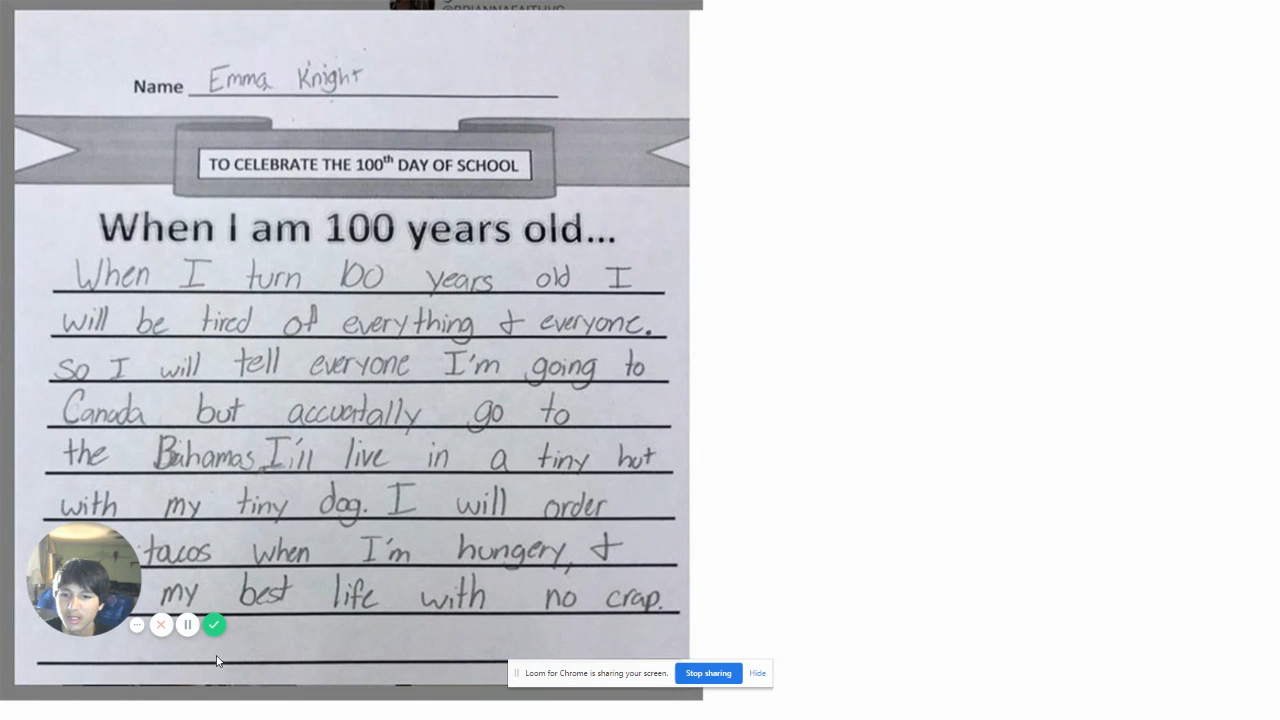 @BRIANNAFAITHVG
Name Emma Knight
TO CELEBRATE THE 100th DAY OF SCHOOL
When I am 100 years old...
When I turn 100 years old I
will be tired of everything & everyone.
so I will tell everyone I'm going to
Canada but accuatally go to
the Bahamas I'll live in a tiny hut
with my tiny dog. I will order
tacos when I'm hungery, &
my best life with no crap.
Loom for Chrome is sharing your screen.
Stop sharing
Hide